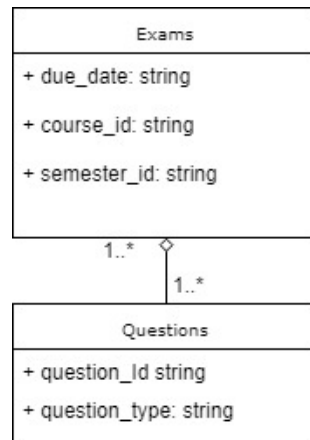 Exams
+ due_date: string
+ course_id: string
+ semester_id: string
1..*
1..*
Questions
+ question_Id string
+ question_type: string